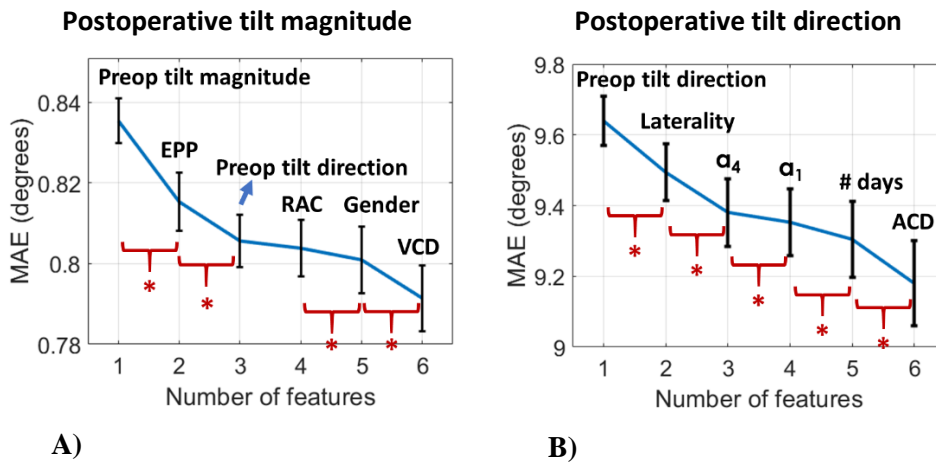 Postoperative tilt magnitude
MAE (degrees)
0.84
0.82
0.8
0.78
Preop tilt magnitude
EPP
Preop tilt direction
RAC
Gender
VCD
*
*
*
*
1 2 3 4 5 6
Number of features
A)
Postoperative tilt direction
MAE (degrees)
9.8
9.6
9.4
9.2
9
Preop tilt direction
Laterality
a4
a1
# days
ACD
*
*
*
*
*
1 2 3 4 5 6
Number of features
B)